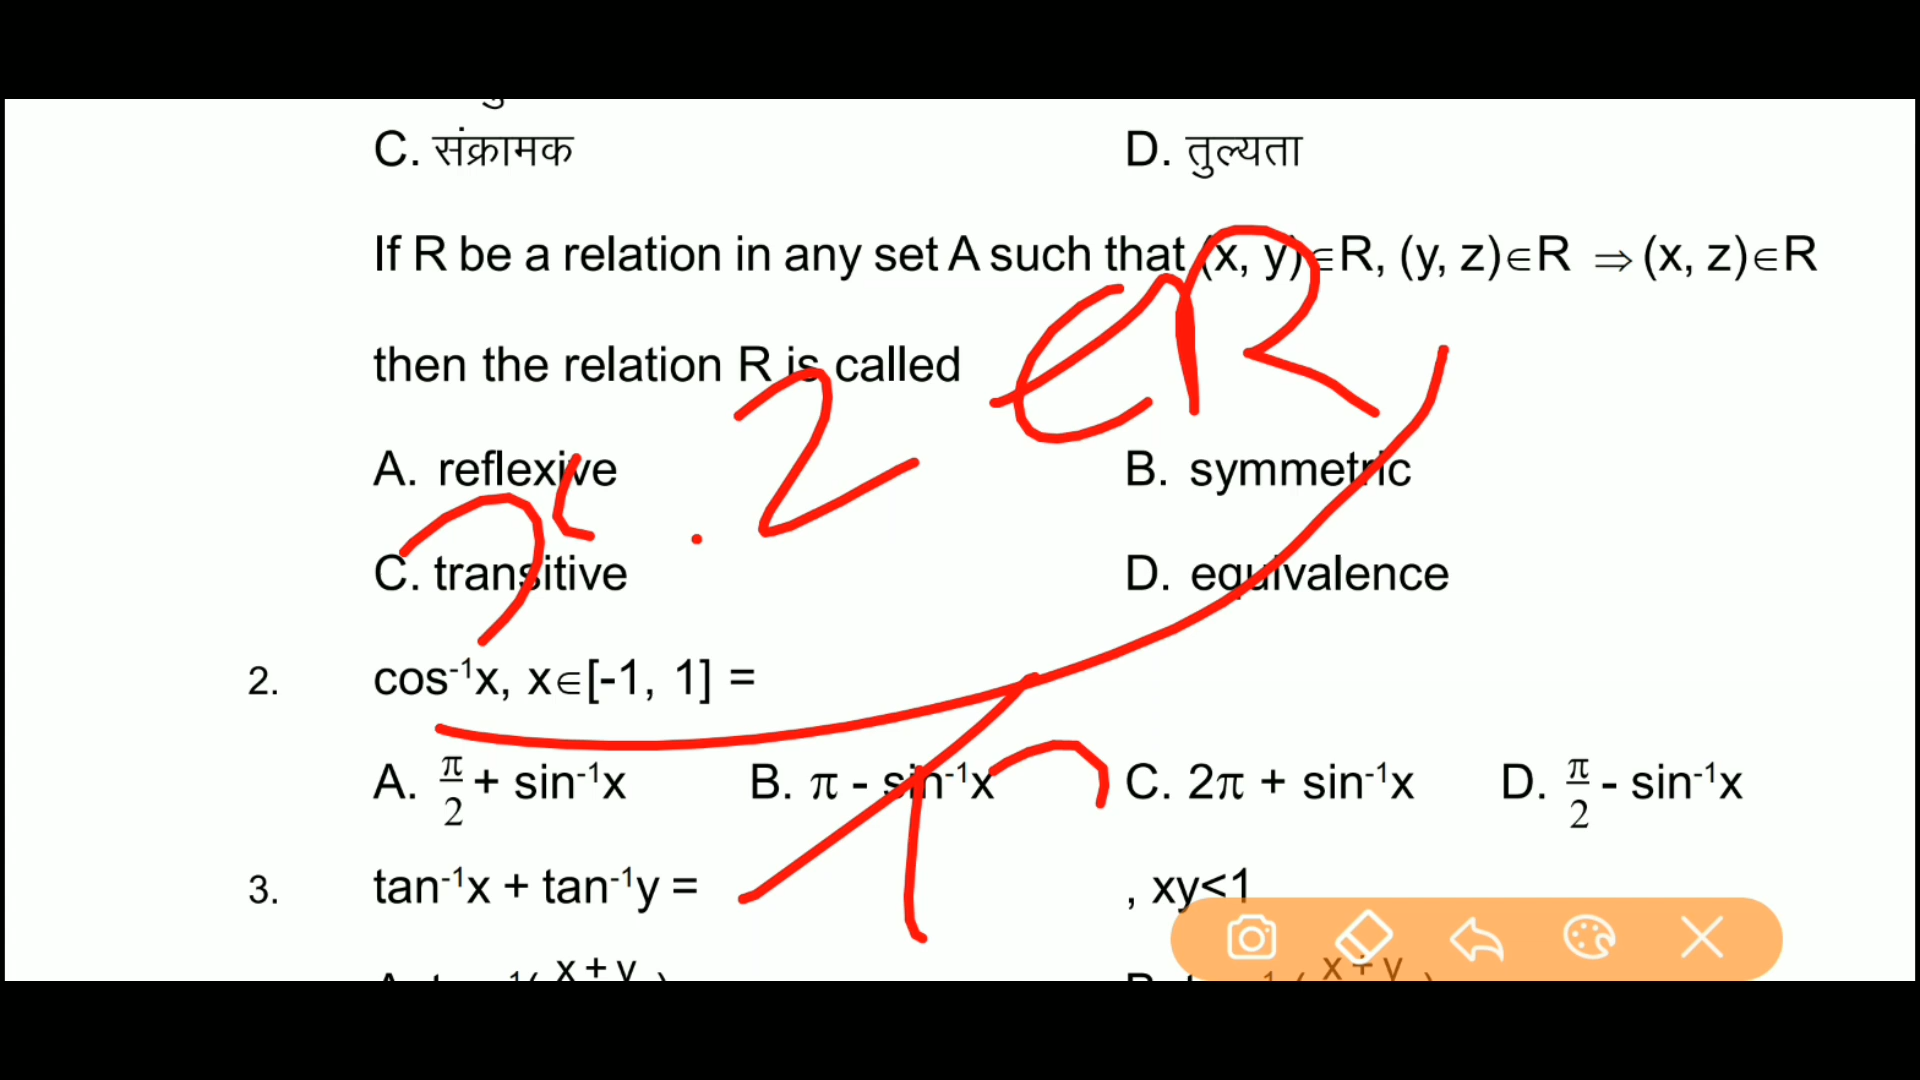 C. संक्रामक D. तुल्यता
If R be a relation in any set A such that (x, y)∈R, (y, z)∈R ⇒(x, z)∈R
then the relation R is called
A. reflexive B. symmetric
C. transitive D. equivalence
2. cos⁻¹x, x∈[-1, 1] =
A. π/2 + sin⁻¹x B. π - sin⁻¹x C. 2π + sin⁻¹x D. π/2 - sin⁻¹x
3. tan⁻¹x + tan⁻¹y = , xy<1
x + y x + y